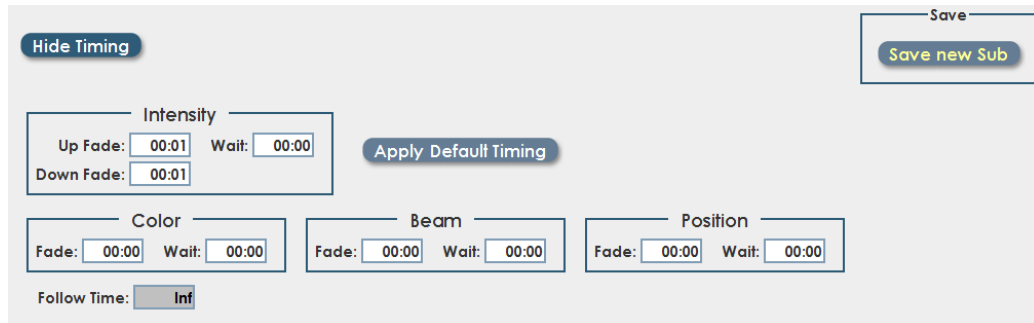 Save
Hide Timing
Save new Sub
Intensity
Up Fade: 00:01 Wait: 00:00
Apply Default Timing
Down Fade: 00:01
Color Beam Position
Fade: 00:00 Wait: 00:00 Fade: 00:00 Wait: 00:00 Fade: 00:00 Wait: 00:00
Follow Time: Inf